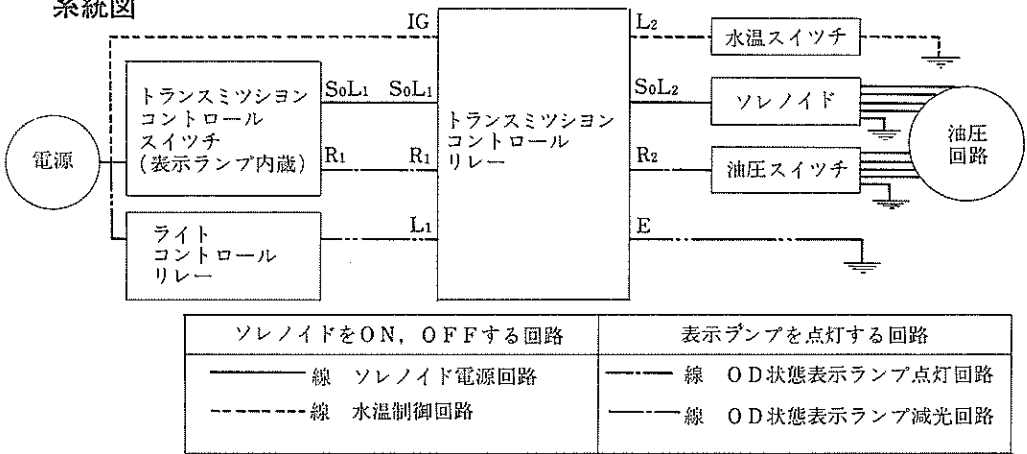 系統図
IG
L2
水温スイッチ
トランスミツシヨン
コントロール
スイッチ
(表示ランプ内蔵)
SoL1
SoL1
トランスミツシヨン
コントロール
リレー
SoL2
ソレノイド
電源
R1
R1
R2
油圧スイッチ
油圧
回路
ライト
コントロール
リレー
L1
E
ソレノイドをON,OFFする回路
表示ランプを点灯する回路
線 ソレノイド電源回路
線 OD状態表示ランプ点灯回路
線 水温制御回路
線 OD状態表示ランプ減光回路